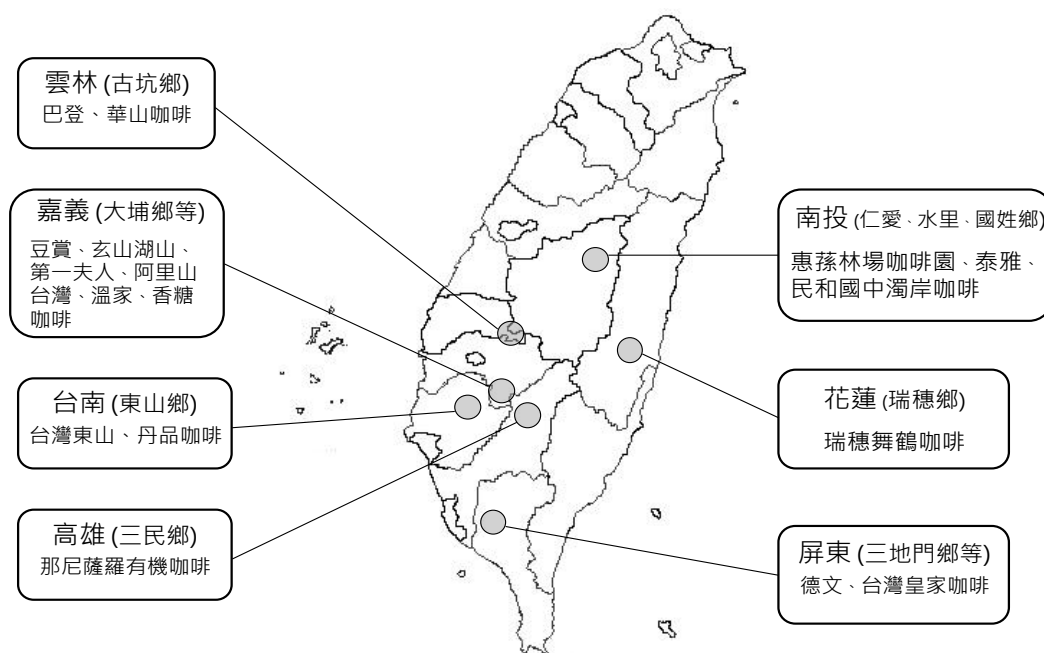 雲林 (古坑鄉)
巴登、華山咖啡
嘉義 (大埔鄉等)
豆賞、玄山湖山、
第一夫人、阿里山
台灣、溫家、香糖
咖啡
台南 (東山鄉)
台灣東山、丹品咖啡
高雄 (三民鄉)
那尼薩羅有機咖啡
南投 (仁愛、水里、國姓鄉)
惠蓀林場咖啡園、泰雅、
民和國中濁岸咖啡
花蓮 (瑞穗鄉)
瑞穗舞鶴咖啡
屏東 (三地門鄉等)
德文、台灣皇家咖啡